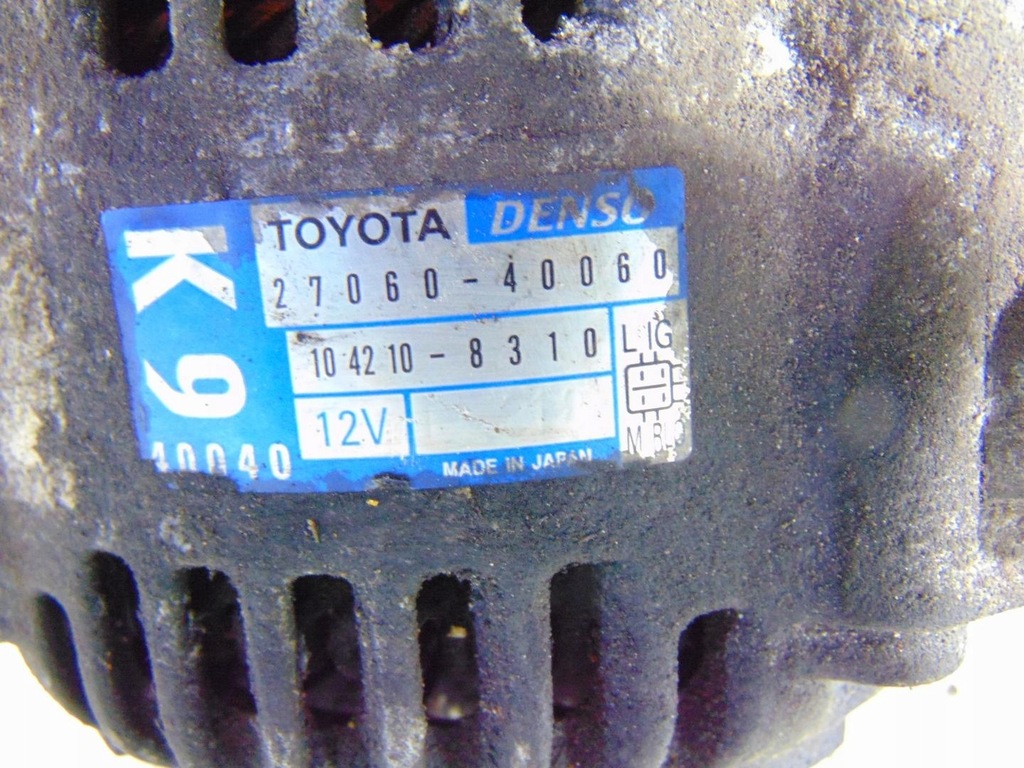 K9
TOYOTA DENSO
27060-40060
104210-8310
L IG
12V
M
40040
MADE IN JAPAN